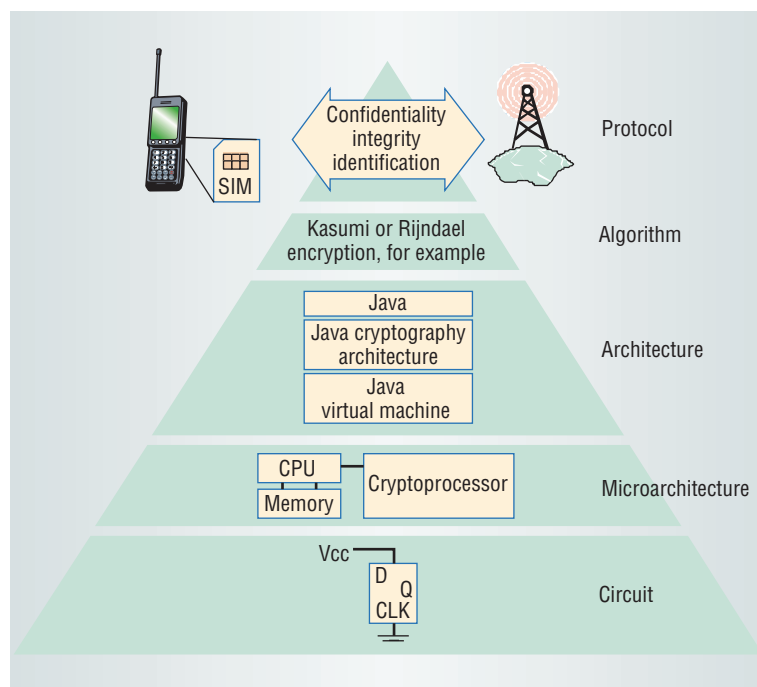 Confidentiality
integrity
identification
Protocol
SIM
Kasumi or Rijndael
encryption, for example
Algorithm
Java
Java cryptography
architecture
Java
virtual machine
Architecture
CPU
Memory
Cryptoprocessor
Microarchitecture
Vcc
D
Q
CLK
Circuit